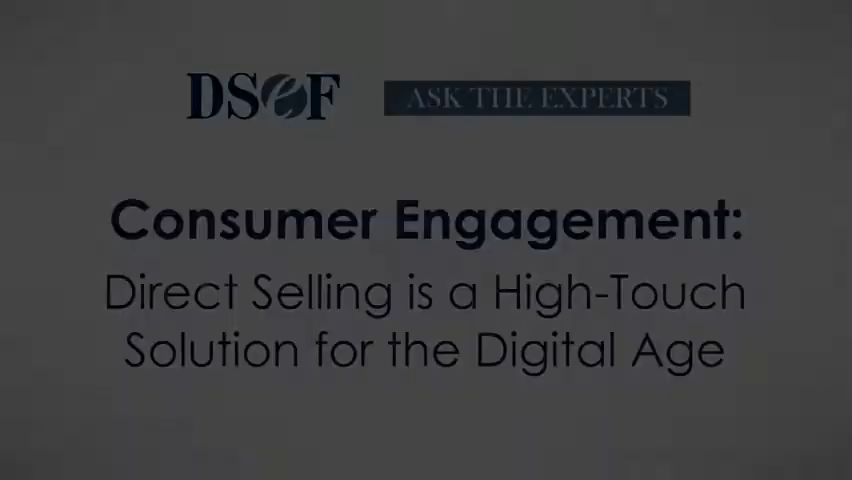 DSEF
ASK THE EXPERTS
Consumer Engagement:
Direct Selling is a High-Touch
Solution for the Digital Age